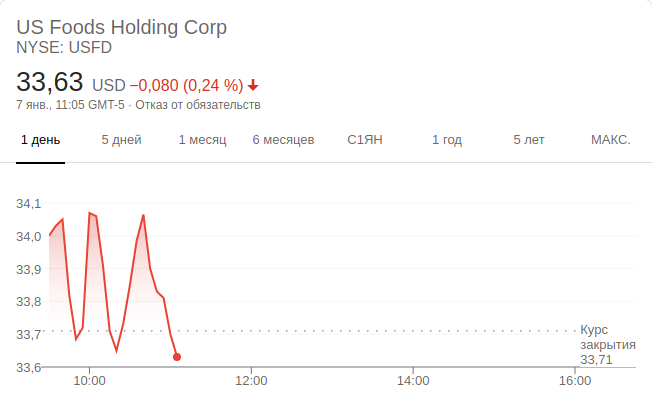 US Foods Holding Corp
NYSE: USFD
33,63 USD −0,080 (0,24 %)
7 янв., 11:05 GMT-5 · Отказ от обязательств
1 день 5 дней 1 месяц 6 месяцев С1ЯН 1 год 5 лет МАКС.
34,1
34,0
33,9
33,8
33,7
33,6
Курс
закрытия
33,71
10:00 12:00 14:00 16:00